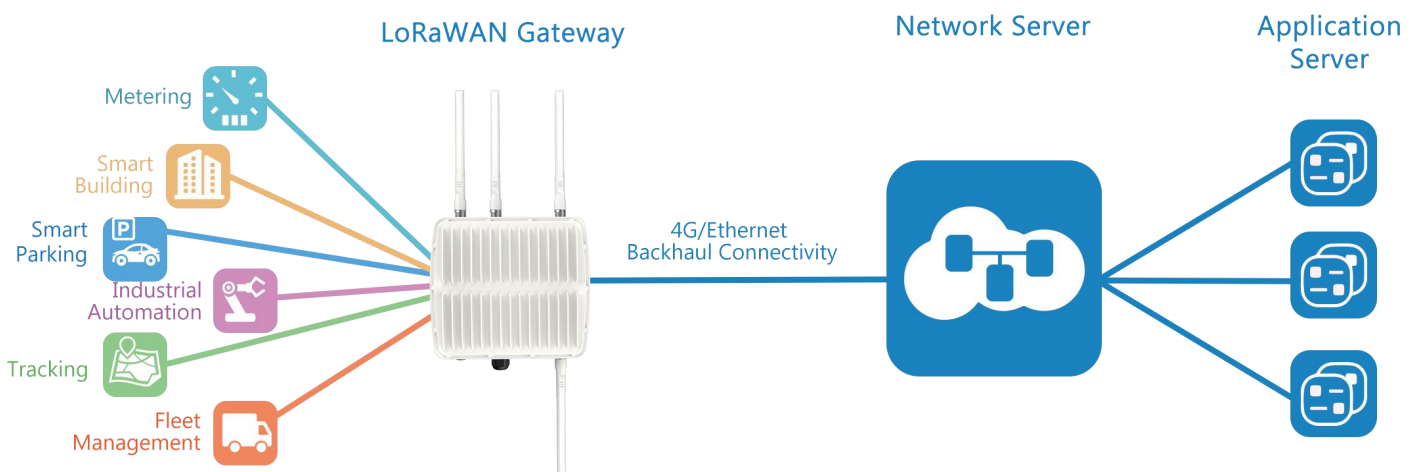 LoRaWAN Gateway
Network Server
Application
Server
Metering
Smart
Building
Smart
Parking
P
Industrial
Automation
Tracking
Fleet
Management
4G/Ethernet
Backhaul Connectivity